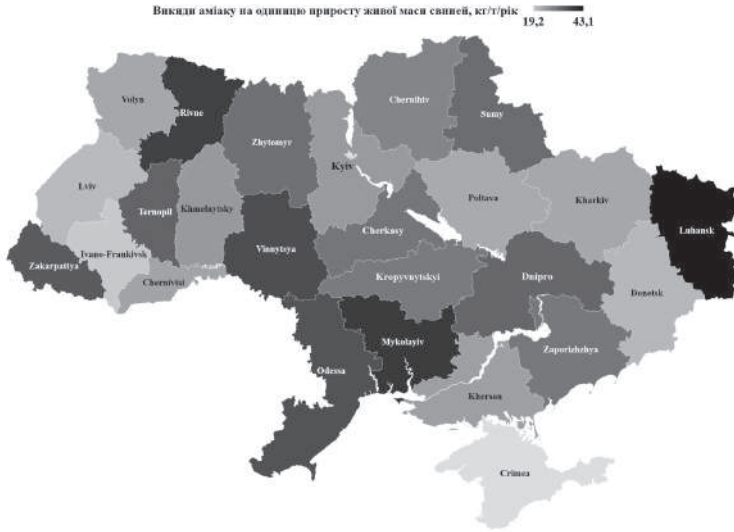 Викиди аміаку на одиницю приросту живої маси свиней, кг/т/рік
19,2 43,1
Volyn
Rivne
Chernihiv
Sumy
Zhytomyr
Kyiv
Lviv
Ternopil
Khmelnytsky
Poltava
Kharkiv
Luhansk
Cherkasy
Vinnytsya
Ivano-Frankivsk
Zakarpattya
Chernivtsi
Kropyvnytskyi
Dnipro
Donetsk
Mykolayiv
Zaporizhzhya
Odessa
Kherson
Crimea